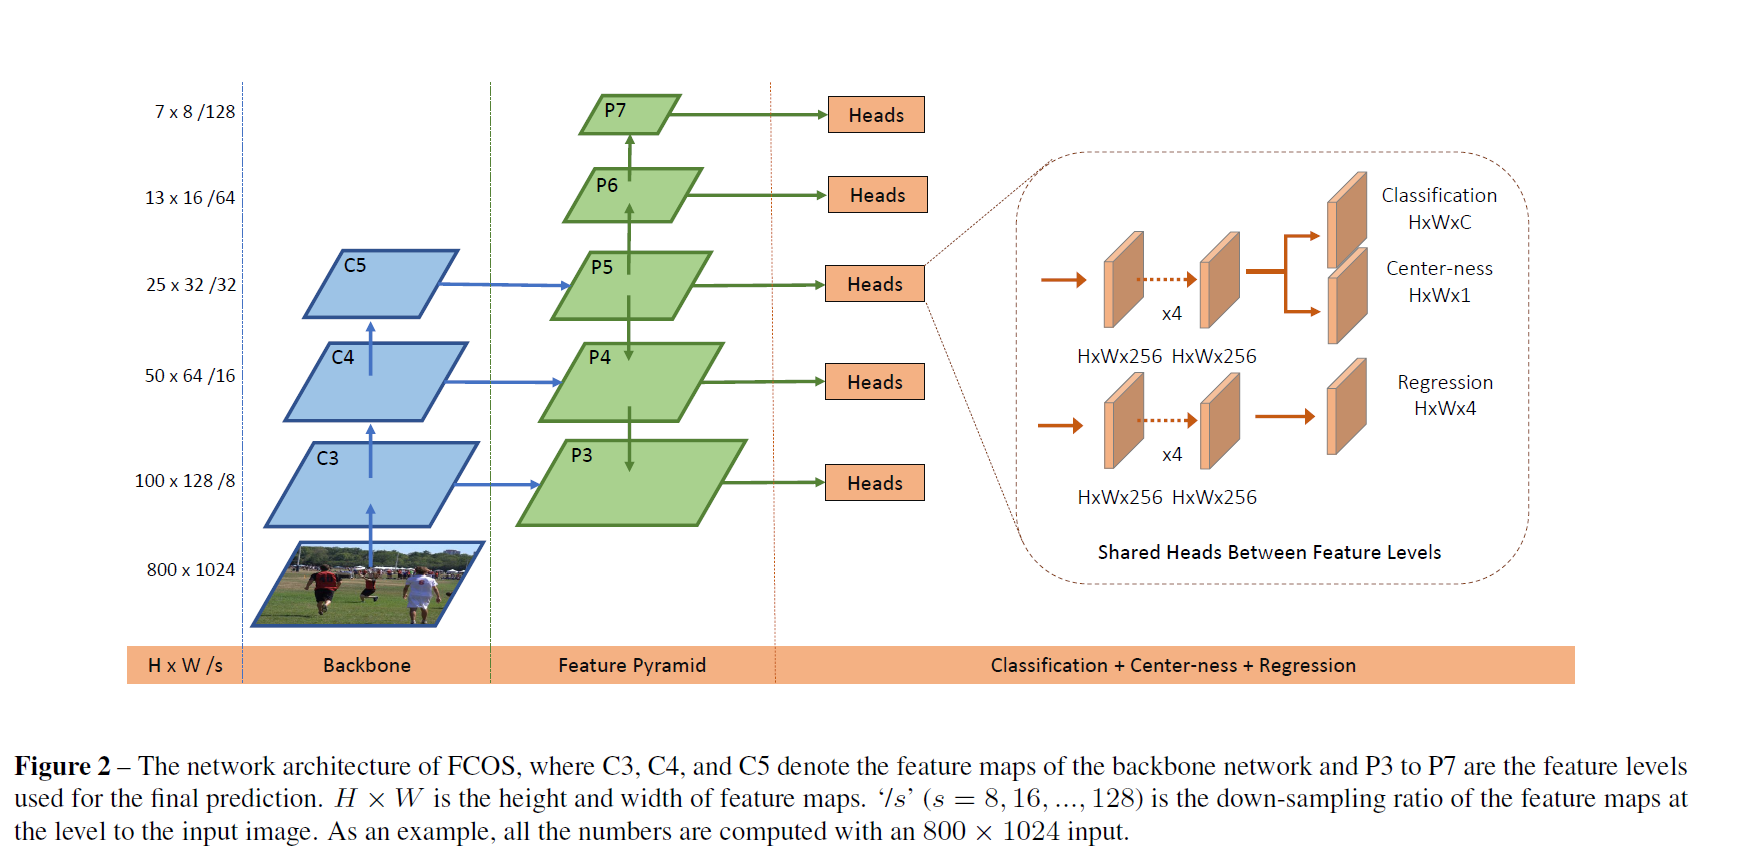 7 x 8 /128
P7
Heads
13 x 16 /64
P6
Heads
25 x 32 /32
C5
P5
Heads
50 x 64 /16
C4
P4
Heads
100 x 128 /8
C3
P3
Heads
800 x 1024
Classification
HxWxC
Center-ness
HxWx1
x4
HxWx256 HxWx256
Regression
HxWx4
x4
HxWx256 HxWx256
Shared Heads Between Feature Levels
H x W /s
Backbone
Feature Pyramid
Classification + Center-ness + Regression
Figure 2 – The network architecture of FCOS, where C3, C4, and C5 denote the feature maps of the backbone network and P3 to P7 are the feature levels
used for the final prediction. H × W is the height and width of feature maps. ‘/s’ (s = 8, 16, ..., 128) is the down-sampling ratio of the feature maps at
the level to the input image. As an example, all the numbers are computed with an 800 × 1024 input.